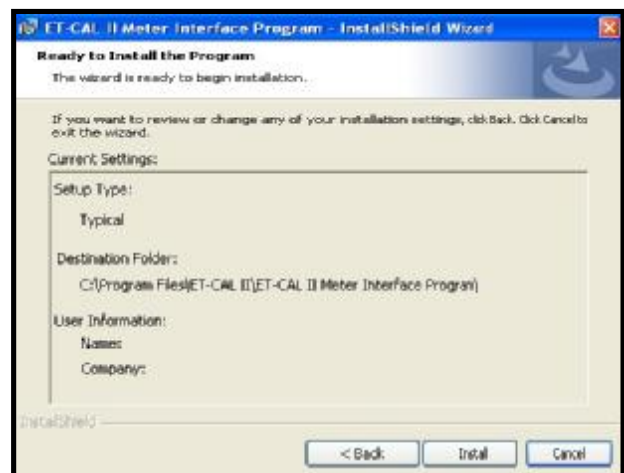 ET-CAL II Meter Interface Program - InstallShield Wizard
Ready to Install the Program
The wizard is ready to begin installation.
If you want to review or change any of your installation settings, click Back. Click Cancel to
exit the wizard.
Current Settings:
Setup Type:
Typical
Destination Folder:
C:\Program Files\ET-CAL II\ET-CAL II Meter Interface Program\
User Information:
Name:
Company:
InstallShield
< Back
Install
Cancel